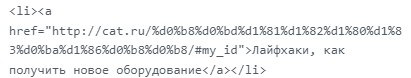 <li><a
href="http://cat.ru/%d0%b8%d0%bd%d1%81%d1%82%d1%80%d1%8
3%d0%ba%d1%86%d0%b8%d0%b8/#my_id">Лайфхаки, как
получить новое оборудование</a></li>